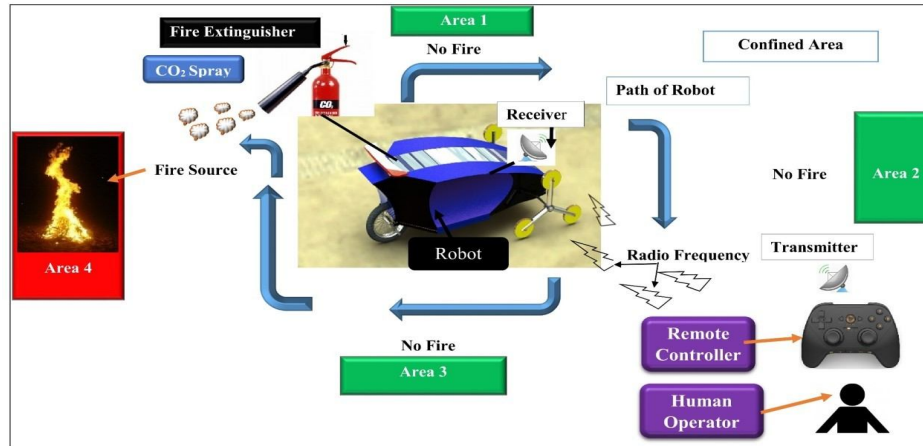 Area 1
Fire Extinguisher
No Fire
Confined Area
CO₂ Spray
CO₂
Path of Robot
Receiver
Fire Source
No Fire
Area 2
Area 4
Robot
Radio Frequency
Transmitter
No Fire
Area 3
Remote
Controller
Human
Operator